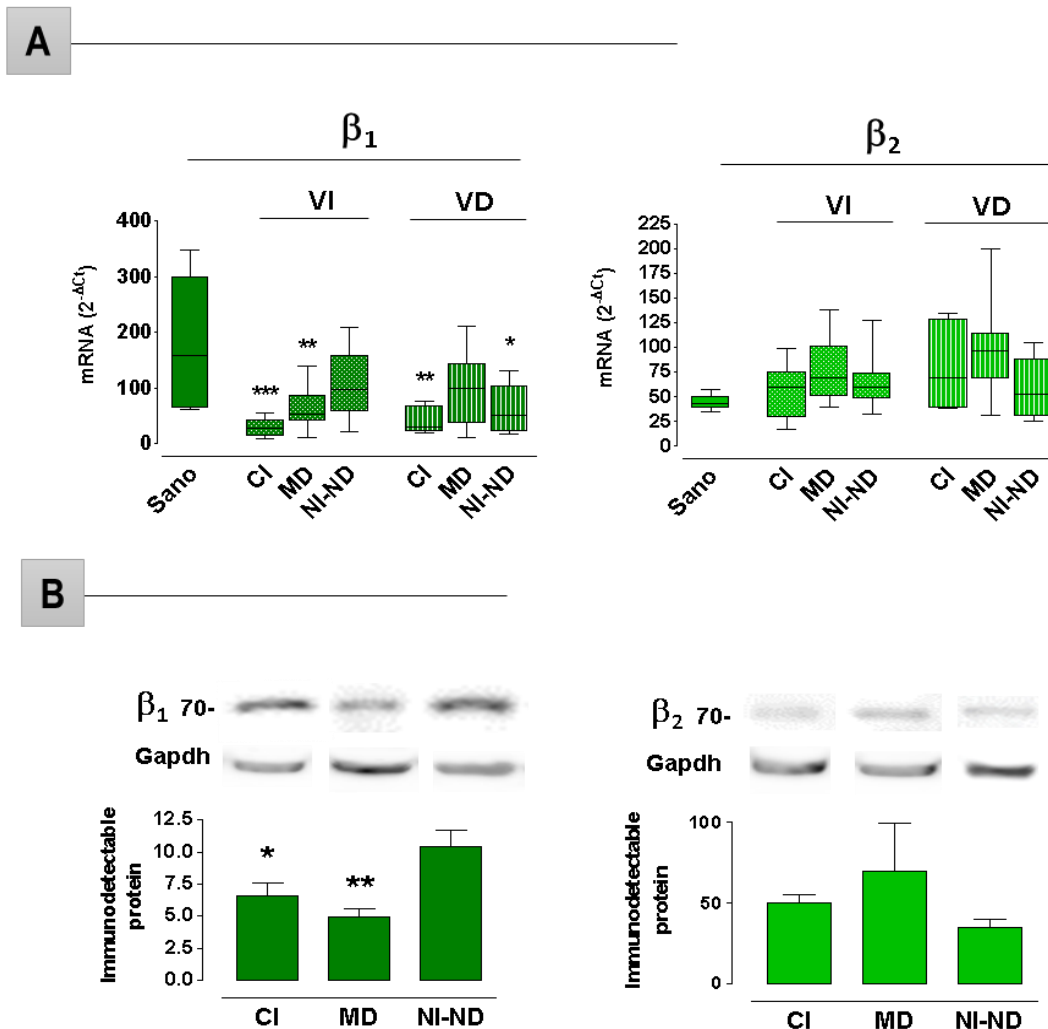 A
β1
VI
VD
mRNA (2-ΔCt)
400
300
200
100
0
***
**
**
*
Sano
CI
MD
NI-ND
CI
MD
NI-ND
β2
VI
VD
mRNA (2-ΔCt)
225
200
175
150
125
100
75
50
25
0
Sano
CI
MD
NI-ND
CI
MD
NI-ND
B
β1 70-
Gapdh
Immunodetectable
protein
12.5
10.0
7.5
5.0
2.5
0.0
*
**
CI
MD
NI-ND
β2 70-
Gapdh
Immunodetectable
protein
100
50
0
CI
MD
NI-ND